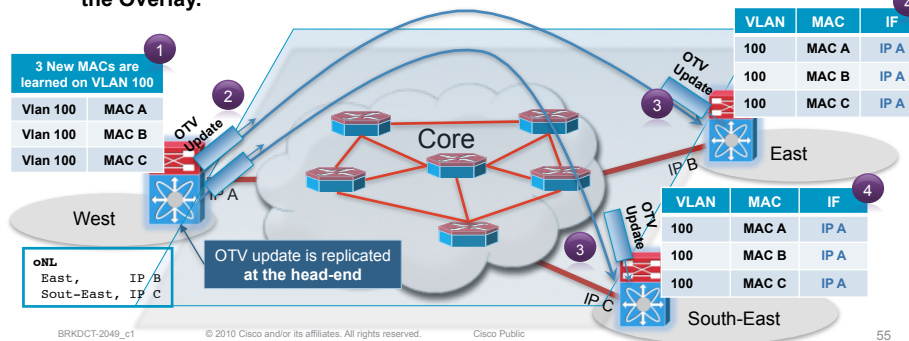 the Overlay.
1
3 New MACs are
learned on VLAN 100
Vlan 100 MAC A
Vlan 100 MAC B
Vlan 100 MAC C
2
OTV
Update
OTV
Update
3
4
VLAN MAC IF
100 MAC A IP A
100 MAC B IP A
100 MAC C IP A
Core
East
IP B
IP A
West
OTV update is replicated
at the head-end
oNL
East, IP B
Sout-East, IP C
3
OTV
Update
4
VLAN MAC IF
100 MAC A IP A
100 MAC B IP A
100 MAC C IP A
IP C
South-East
BRKDCT-2049_c1 © 2010 Cisco and/or its affiliates. All rights reserved. Cisco Public 55